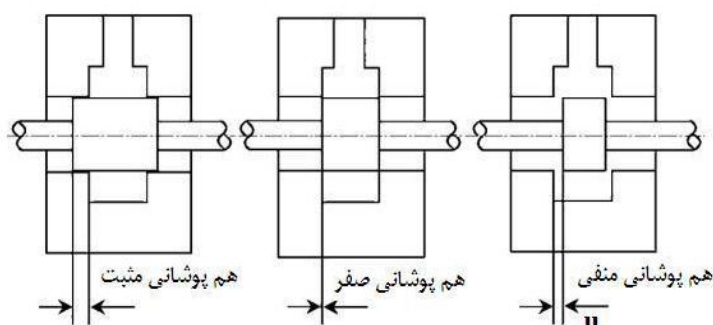 هم پوشانی مثبت
هم پوشانی صفر
هم پوشانی منفی
u